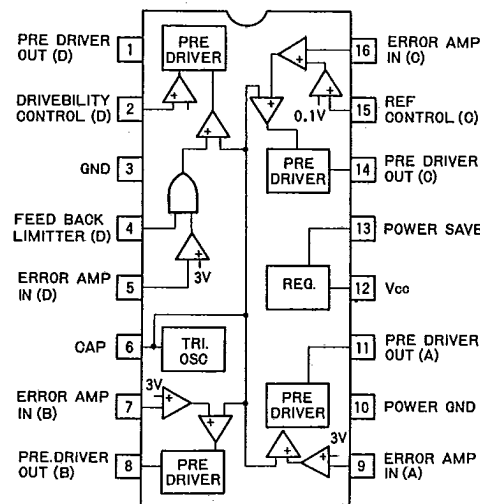 PRE DRIVER
OUT (D)
1
DRIVEBILITY
CONTROL (D)
2
GND
3
FEED BACK
LIMITTER (D)
4
ERROR AMP
IN (D)
5
CAP
6
ERROR AMP
IN (B)
7
PRE.DRIVER
OUT (B)
8
PRE
DRIVER
+
+
+
3V
TRI.
OSC
3V
+
+
PRE
DRIVER
+
+
0.1V
+
+
PRE
DRIVER
REG.
PRE
DRIVER
+
+
3V
16
ERROR AMP
IN (C)
15
REF
CONTROL (C)
14
PRE DRIVER
OUT (C)
13
POWER SAVE
12
Vcc
11
PRE DRIVER
OUT (A)
10
POWER GND
9
ERROR AMP
IN (A)